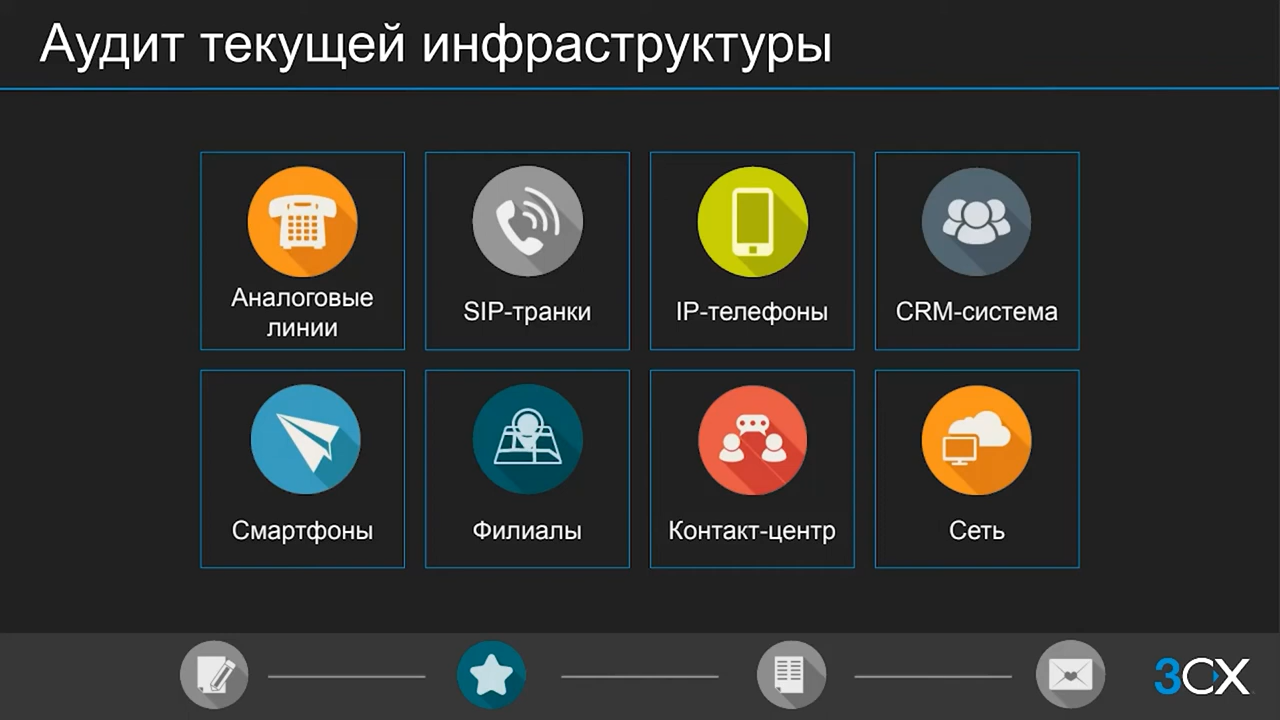 Аудит текущей инфраструктуры
Аналоговые
линии
SIP-транки
IP-телефоны
CRM-система
Смартфоны
Филиалы
Контакт-центр
Сеть
3CX